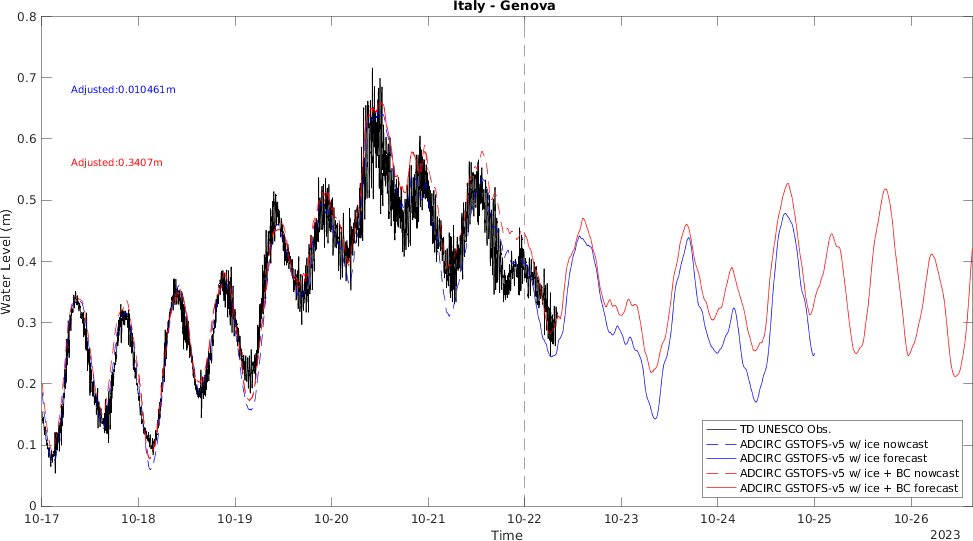 Italy - Genova
0.8
0.7
0.6
0.5
0.4
0.3
0.2
0.1
0
Water Level (m)
Adjusted:0.010461m
Adjusted:0.3407m
TD UNESCO Obs.
ADCIRC GSTOFS-v5 w/ ice nowcast
ADCIRC GSTOFS-v5 w/ ice forecast
ADCIRC GSTOFS-v5 w/ ice + BC nowcast
ADCIRC GSTOFS-v5 w/ ice + BC forecast
10-17 10-18 10-19 10-20 10-21 10-22 10-23 10-24 10-25 10-26
Time
2023